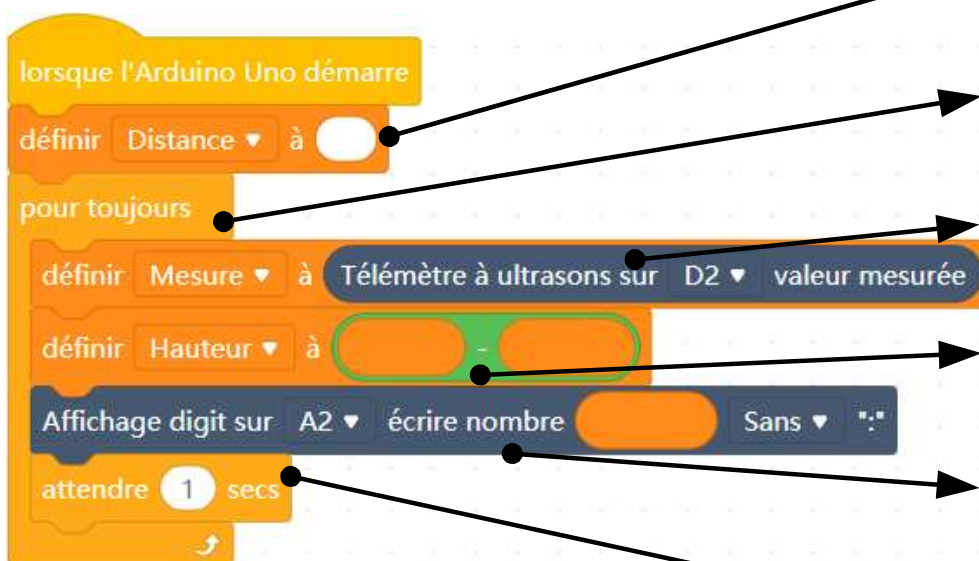 lorsque l'Arduino Uno démarre
définir Distance à
pour toujours
définir Mesure à Télémètre à ultrasons sur D2 valeur mesurée
définir Hauteur à -
Affichage digit sur A2 écrire nombre Sans ":"
attendre 1 secs